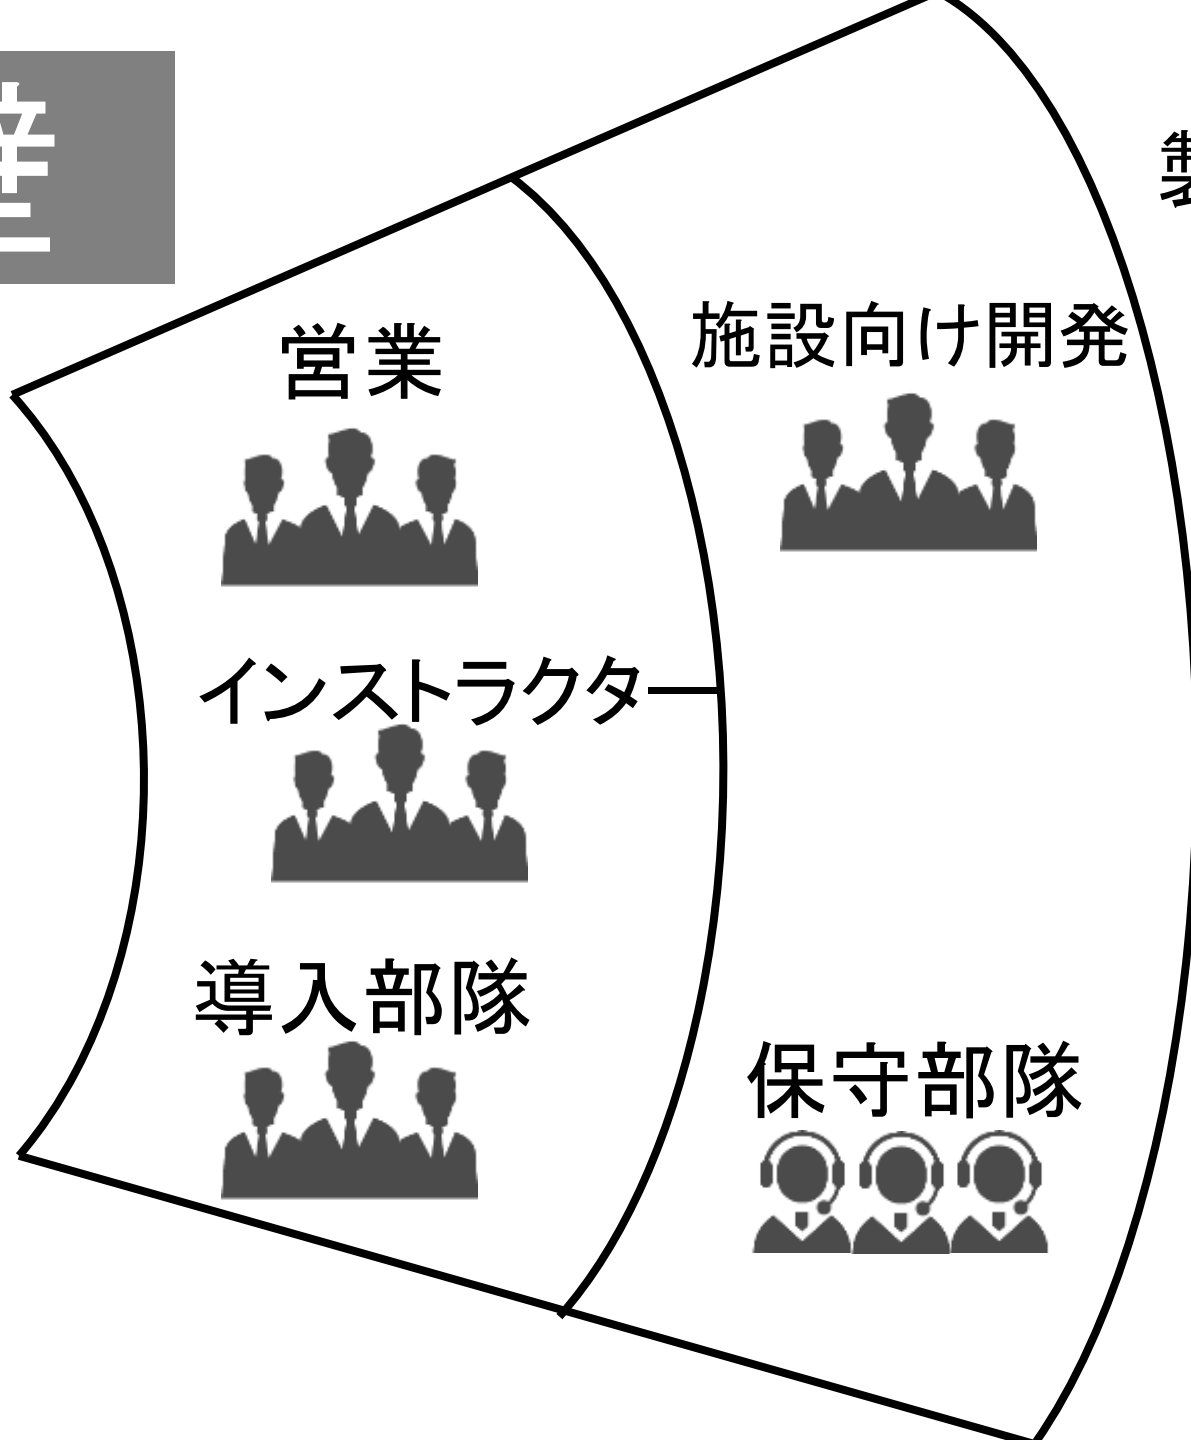 営業
施設向け開発
インストラクター
導入部隊
保守部隊